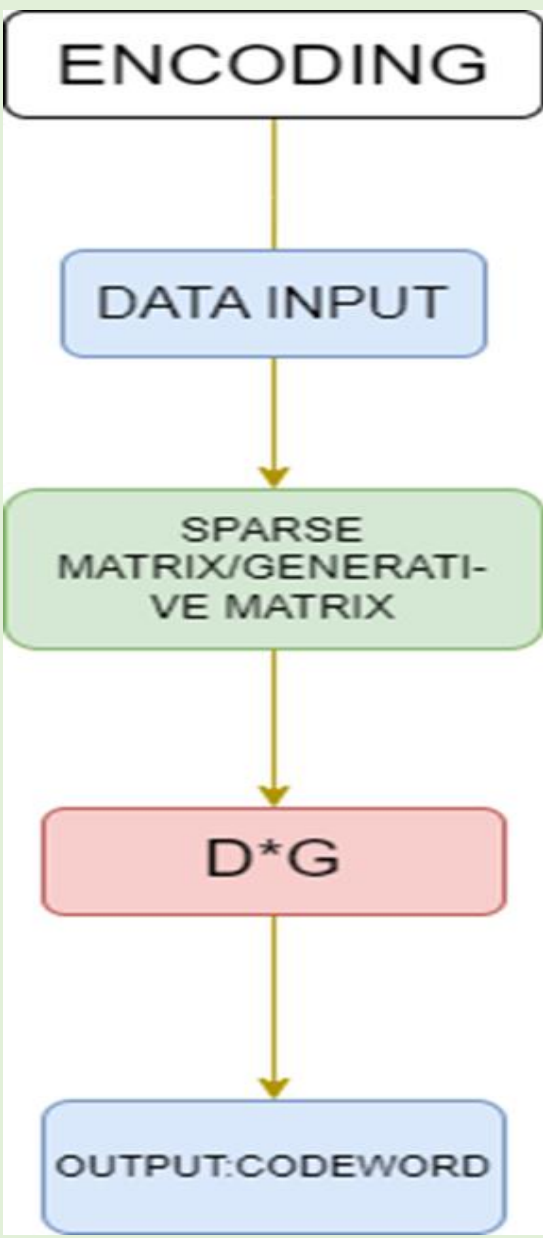 ENCODING
DATA INPUT
SPARSE
MATRIX/GENERATI-
VE MATRIX
D*G
OUTPUT:CODEWORD